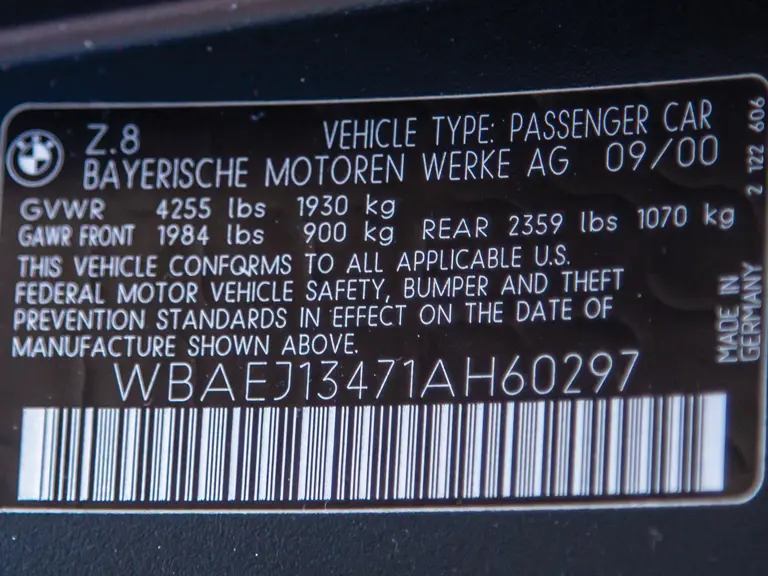 Z.8 VEHICLE TYPE: PASSENGER CAR
BAYERISCHE MOTOREN WERKE AG 09/00
GVWR 4255 lbs 1930 kg
GAWR FRONT 1984 lbs 900 kg REAR 2359 lbs 1070 kg
THIS VEHICLE CONFORMS TO ALL APPLICABLE U.S.
FEDERAL MOTOR VEHICLE SAFETY, BUMPER AND THEFT
PREVENTION STANDARDS IN EFFECT ON THE DATE OF
MANUFACTURE SHOWN ABOVE.
WBAEJ13471AH60297
2 122 606
MADE IN
GERMANY